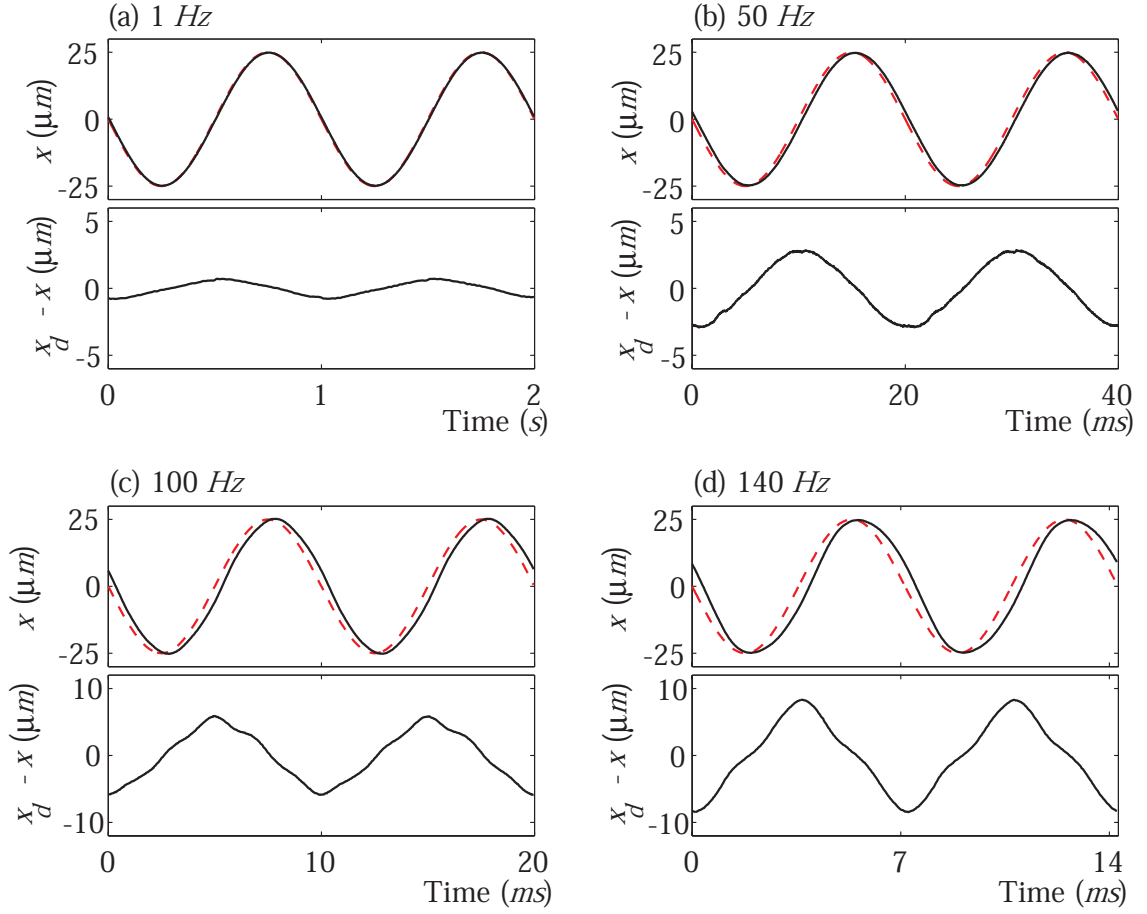 (a) 1 Hz
25
0
-25
x (μm)
5
0
-5
x_d - x (μm)
0 1 2
Time (s)
(b) 50 Hz
25
0
-25
x (μm)
5
0
-5
x_d - x (μm)
0 20 40
Time (ms)
(c) 100 Hz
25
0
-25
x (μm)
10
0
-10
x_d - x (μm)
0 10 20
Time (ms)
(d) 140 Hz
25
0
-25
x (μm)
10
0
-10
x_d - x (μm)
0 7 14
Time (ms)